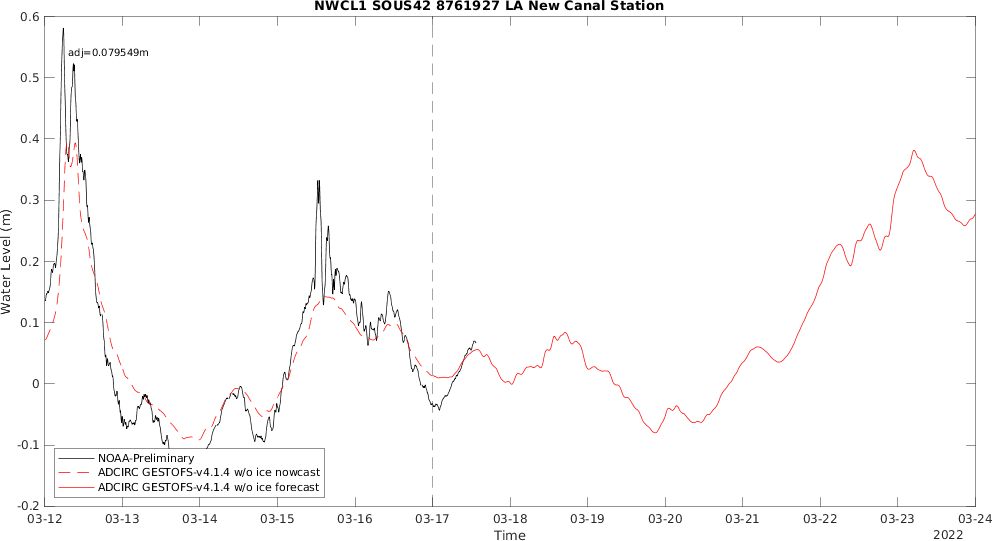 NWCL1 SOUS42 8761927 LA New Canal Station
adj=0.079549m
0.6
0.5
0.4
0.3
0.2
0.1
0
-0.1
-0.2
Water Level (m)
NOAA-Preliminary
ADCIRC GESTOFS-v4.1.4 w/o ice nowcast
ADCIRC GESTOFS-v4.1.4 w/o ice forecast
03-12 03-13 03-14 03-15 03-16 03-17 03-18 03-19 03-20 03-21 03-22 03-23 03-24
Time
2022